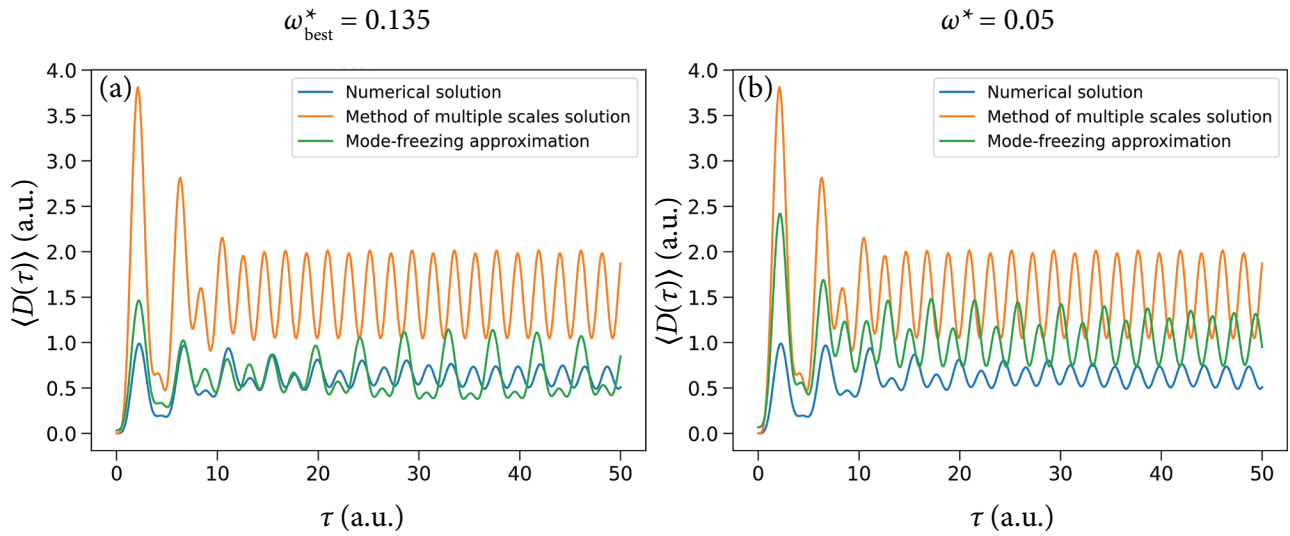 ω⋆best = 0.135
ω⋆ = 0.05
(a)
Numerical solution
Method of multiple scales solution
Mode-freezing approximation
4.0
3.5
3.0
2.5
2.0
1.5
1.0
0.5
0.0
⟨D(τ)⟩ (a.u.)
0 10 20 30 40 50
τ (a.u.)
(b)
Numerical solution
Method of multiple scales solution
Mode-freezing approximation
4.0
3.5
3.0
2.5
2.0
1.5
1.0
0.5
0.0
⟨D(τ)⟩ (a.u.)
0 10 20 30 40 50
τ (a.u.)